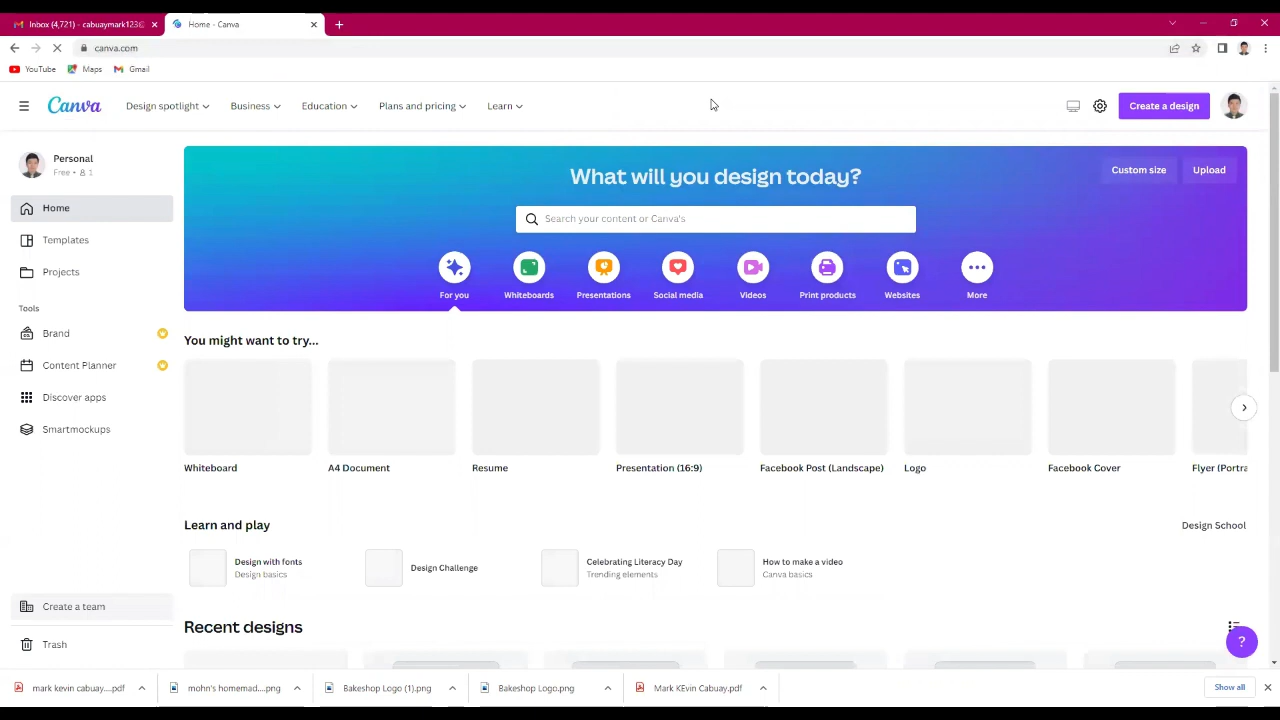 Inbox (4,721) - cabuaymark123@
Home - Canva
canva.com
YouTube
Maps
Gmail
Canva
Design spotlight
Business
Education
Plans and pricing
Learn
Create a design
Personal
Free • 1
Home
Templates
Projects
Tools
Brand
Content Planner
Discover apps
Smartmockups
Create a team
Trash
What will you design today?
Custom size
Upload
Search your content or Canva's
For you
Whiteboards
Presentations
Social media
Videos
Print products
Websites
More
You might want to try...
Whiteboard
A4 Document
Resume
Presentation (16:9)
Facebook Post (Landscape)
Logo
Facebook Cover
Flyer (Portra
Learn and play
Design School
Design with fonts
Design basics
Design Challenge
Celebrating Literacy Day
Trending elements
How to make a video
Canva basics
Recent designs
?
mark kevin cabuay....pdf
mohn's homemad....png
Bakeshop Logo (1).png
Bakeshop Logo.png
Mark KEvin Cabuay.pdf
Show all